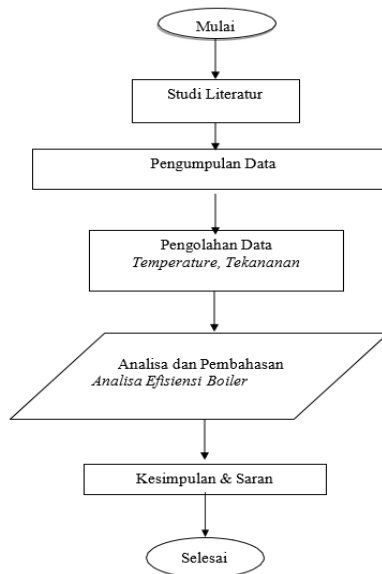 Mulai
Studi Literatur
Pengumpulan Data
Pengolahan Data
Temperature, Tekananan
Analisa dan Pembahasan
Analisa Efisiensi Boiler
Kesimpulan & Saran
Selesai